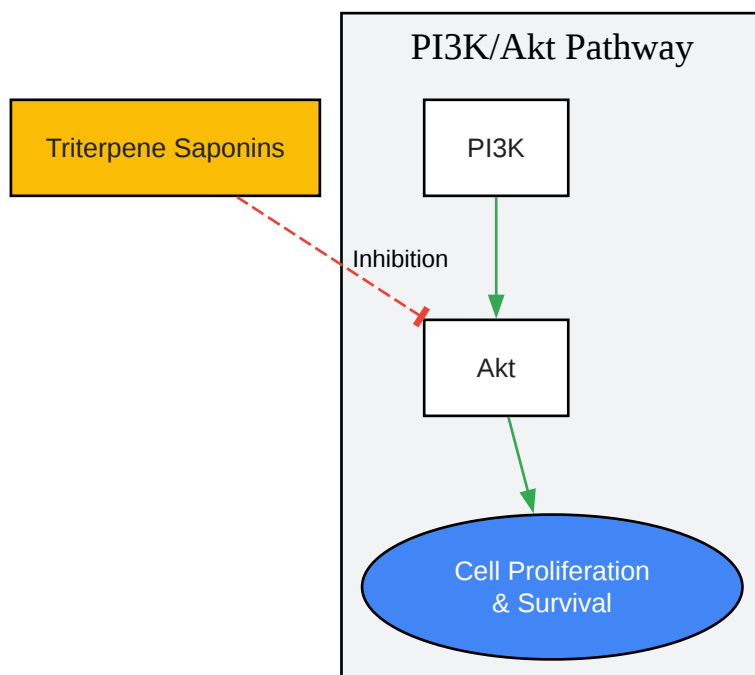 PI3K/Akt Pathway
Triterpene Saponins
PI3K
Inhibition
Akt
Cell Proliferation
& Survival